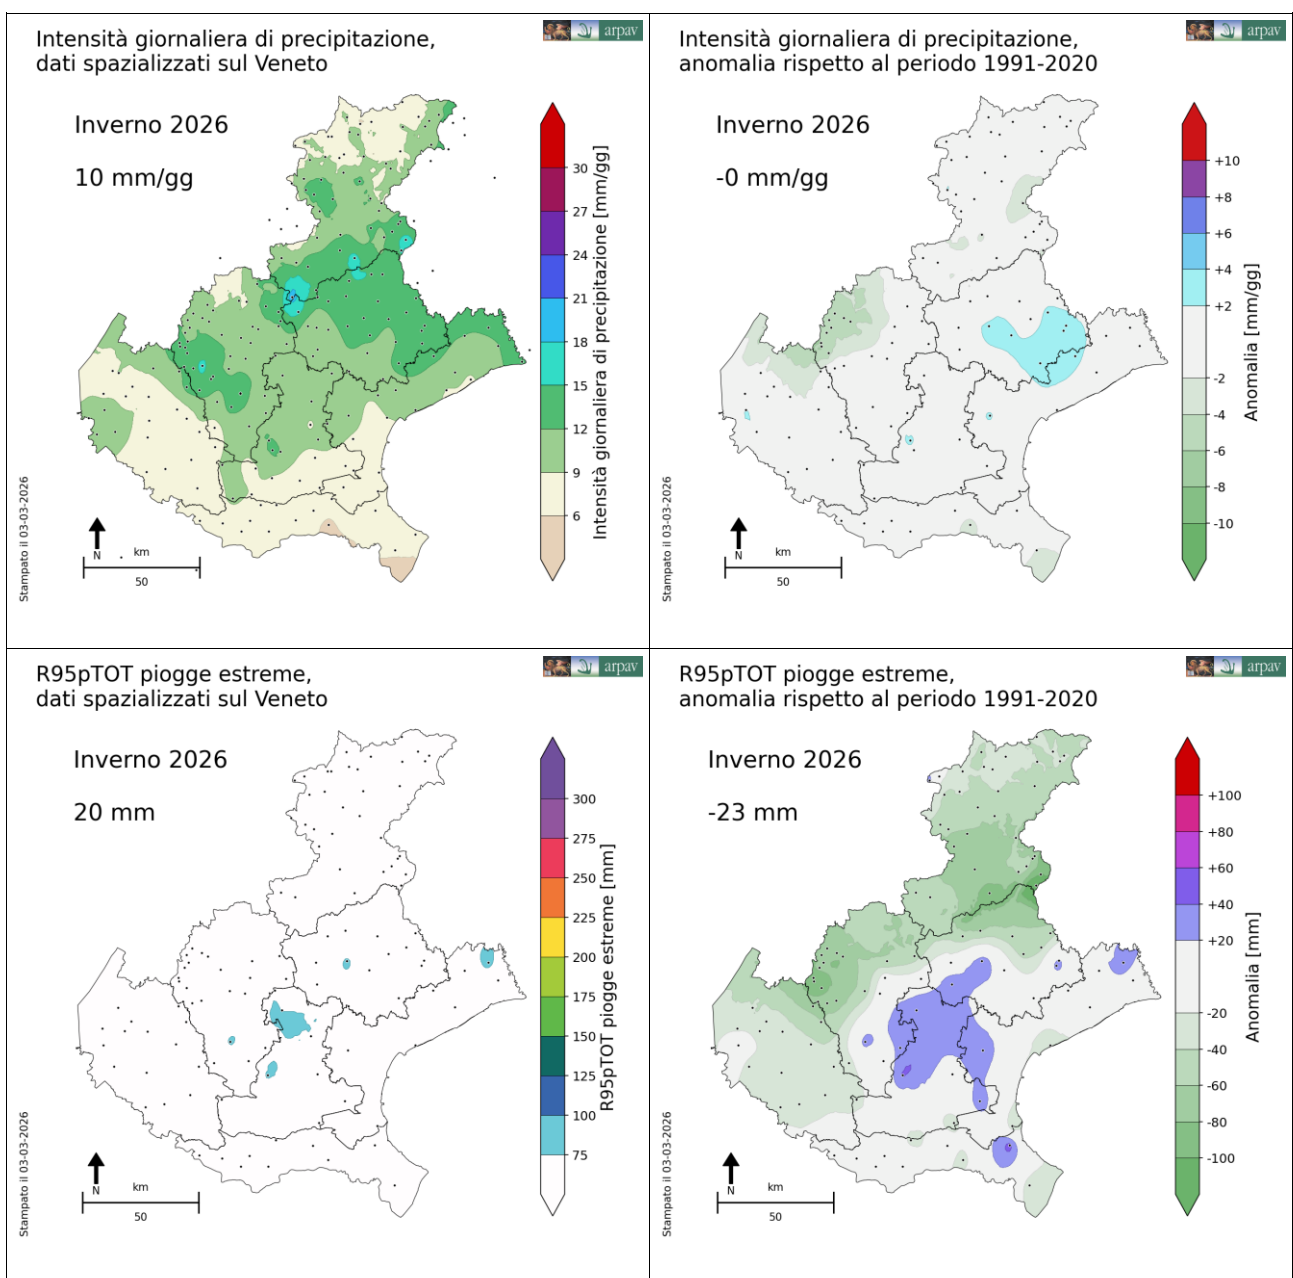 Intensità giornaliera di precipitazione,
dati spazializzati sul Veneto
arpav
Inverno 2026
10 mm/gg
30
27
24
21
18
15
12
9
6
Intensità giornaliera di precipitazione [mm/gg]
Stampato il 03-03-2026
N
km
50
Intensità giornaliera di precipitazione,
anomalia rispetto al periodo 1991-2020
arpav
Inverno 2026
-0 mm/gg
+10
+8
+6
+4
+2
-2
-4
-6
-8
-10
Anomalia [mm/gg]
Stampato il 03-03-2026
N
km
50
R95pTOT piogge estreme,
dati spazializzati sul Veneto
arpav
Inverno 2026
20 mm
300
275
250
225
200
175
150
125
100
75
R95pTOT piogge estreme [mm]
Stampato il 03-03-2026
N
km
50
R95pTOT piogge estreme,
anomalia rispetto al periodo 1991-2020
arpav
Inverno 2026
-23 mm
+100
+80
+60
+40
+20
-20
-40
-60
-80
-100
Anomalia [mm]
Stampato il 03-03-2026
N
km
50